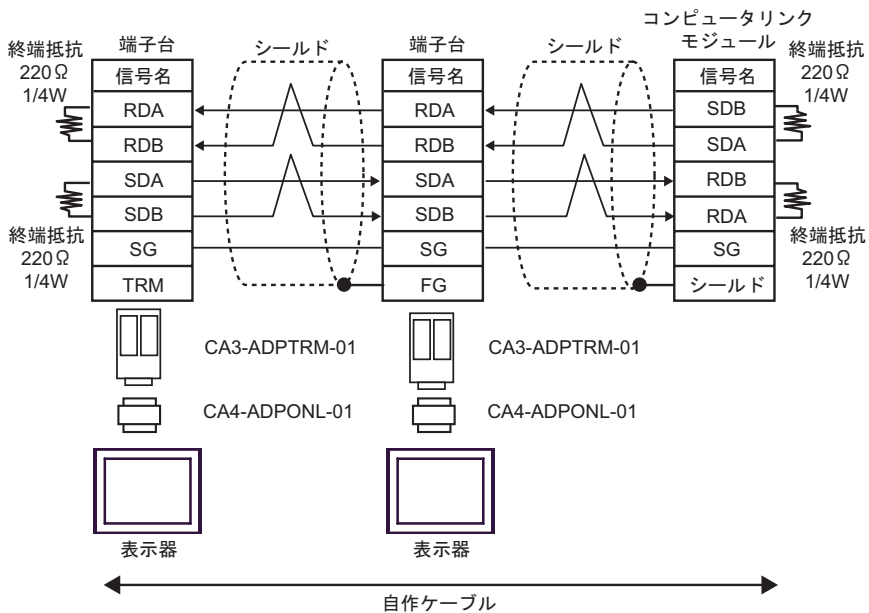 コンピュータリンク
モジュール
端子台
シールド
端子台
シールド
終端抵抗
220Ω
1/4W
終端抵抗
220Ω
1/4W
信号名
RDA
RDB
SDA
SDB
SG
TRM
信号名
RDA
RDB
SDA
SDB
SG
FG
信号名
SDB
SDA
RDB
RDA
SG
シールド
終端抵抗
220Ω
1/4W
終端抵抗
220Ω
1/4W
CA3-ADPTRM-01
CA3-ADPTRM-01
CA4-ADPONL-01
CA4-ADPONL-01
表示器
表示器
自作ケーブル